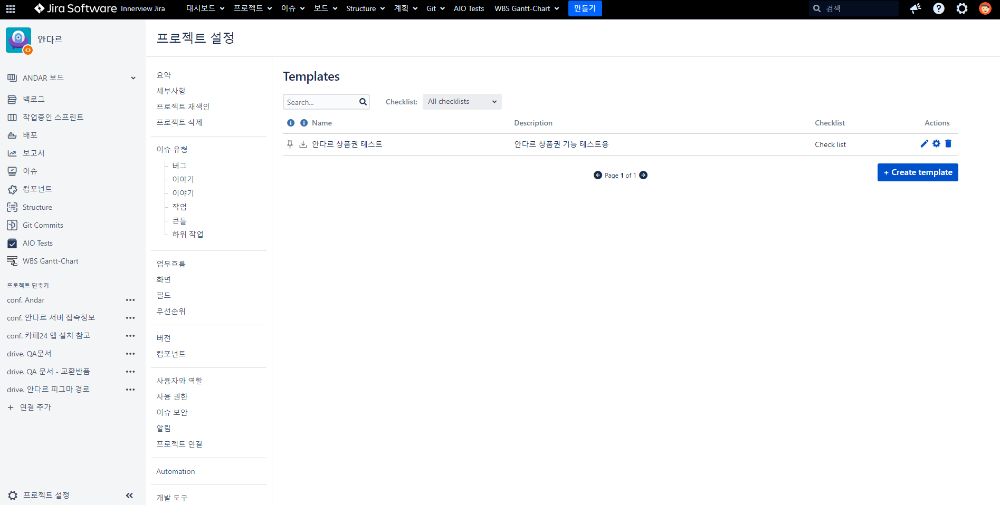 Jira Software Innerview Jira 대시보드 프로젝트 이슈 보드 Structure 계획 Git AIO Tests WBS Gantt-Chart 만들기 검색
안다르
ANDAR 보드
백로그
작업중인 스프린트
배포
보고서
이슈
컴포넌트
Structure
Git Commits
AIO Tests
WBS Gantt-Chart
프로젝트 단축키
conf. Andar
conf. 안다르 서버 접속정보
conf. 카페24 앱 설치 참고
drive. QA문서
drive. QA 문서 - 교환반품
drive. 안다르 피그마 경로
+ 연결 추가
프로젝트 설정
프로젝트 설정
요약
세부사항
프로젝트 재색인
프로젝트 삭제
이슈 유형
버그
이야기
이야기
작업
큰틀
하위 작업
업무흐름
화면
필드
우선순위
버전
컴포넌트
사용자와 역할
사용 권한
이슈 보안
알림
프로젝트 연결
Automation
개발 도구
Templates
Search... Checklist: All checklists
Name Description Checklist Actions
안다르 상품권 테스트 안다르 상품권 기능 테스트용 Check list
Page 1 of 1
+ Create template